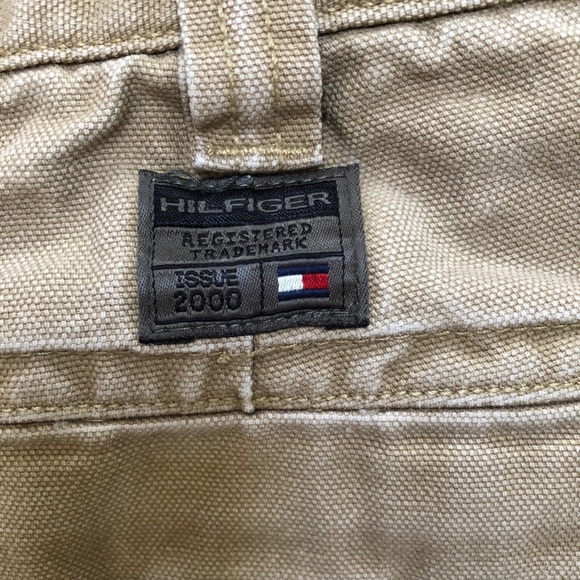 HILFIGER
REGISTERED
TRADEMARK
ISSUE
2000